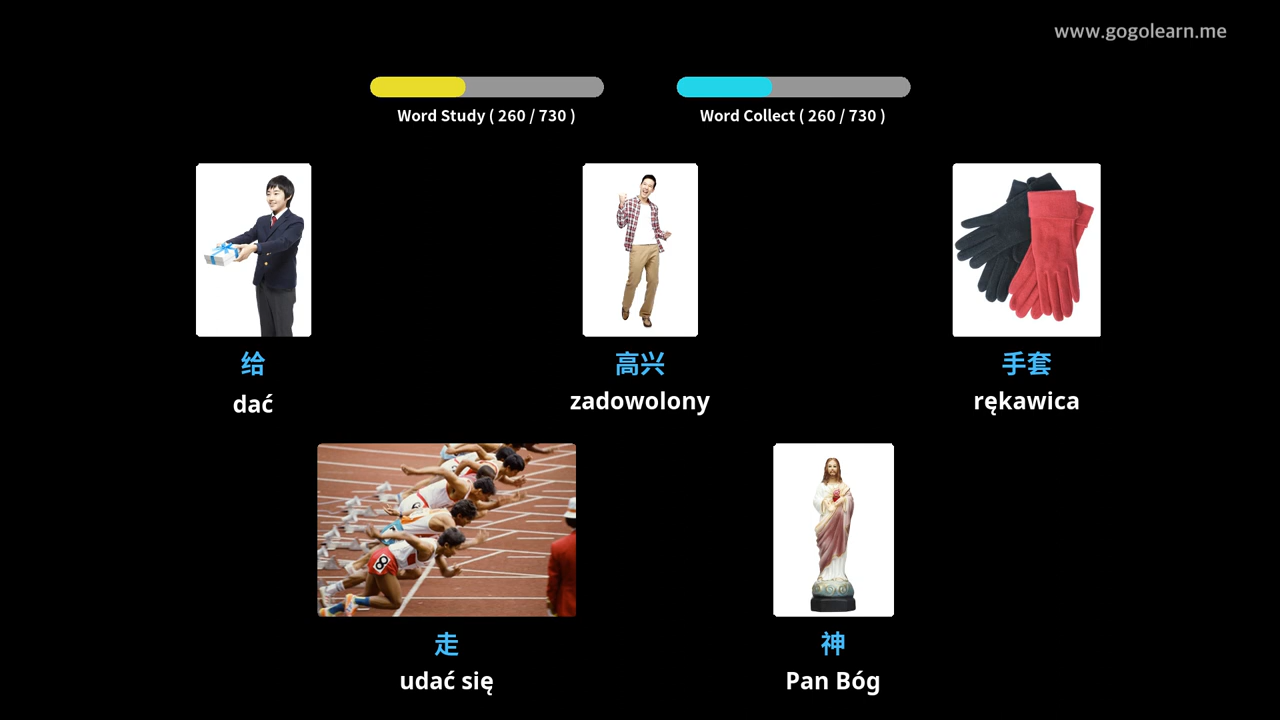 www.gogolearn.me
Word Study ( 260 / 730 )
Word Collect ( 260 / 730 )
给
dać
高兴
zadowolony
手套
rękawica
走
udać się
神
Pan Bóg